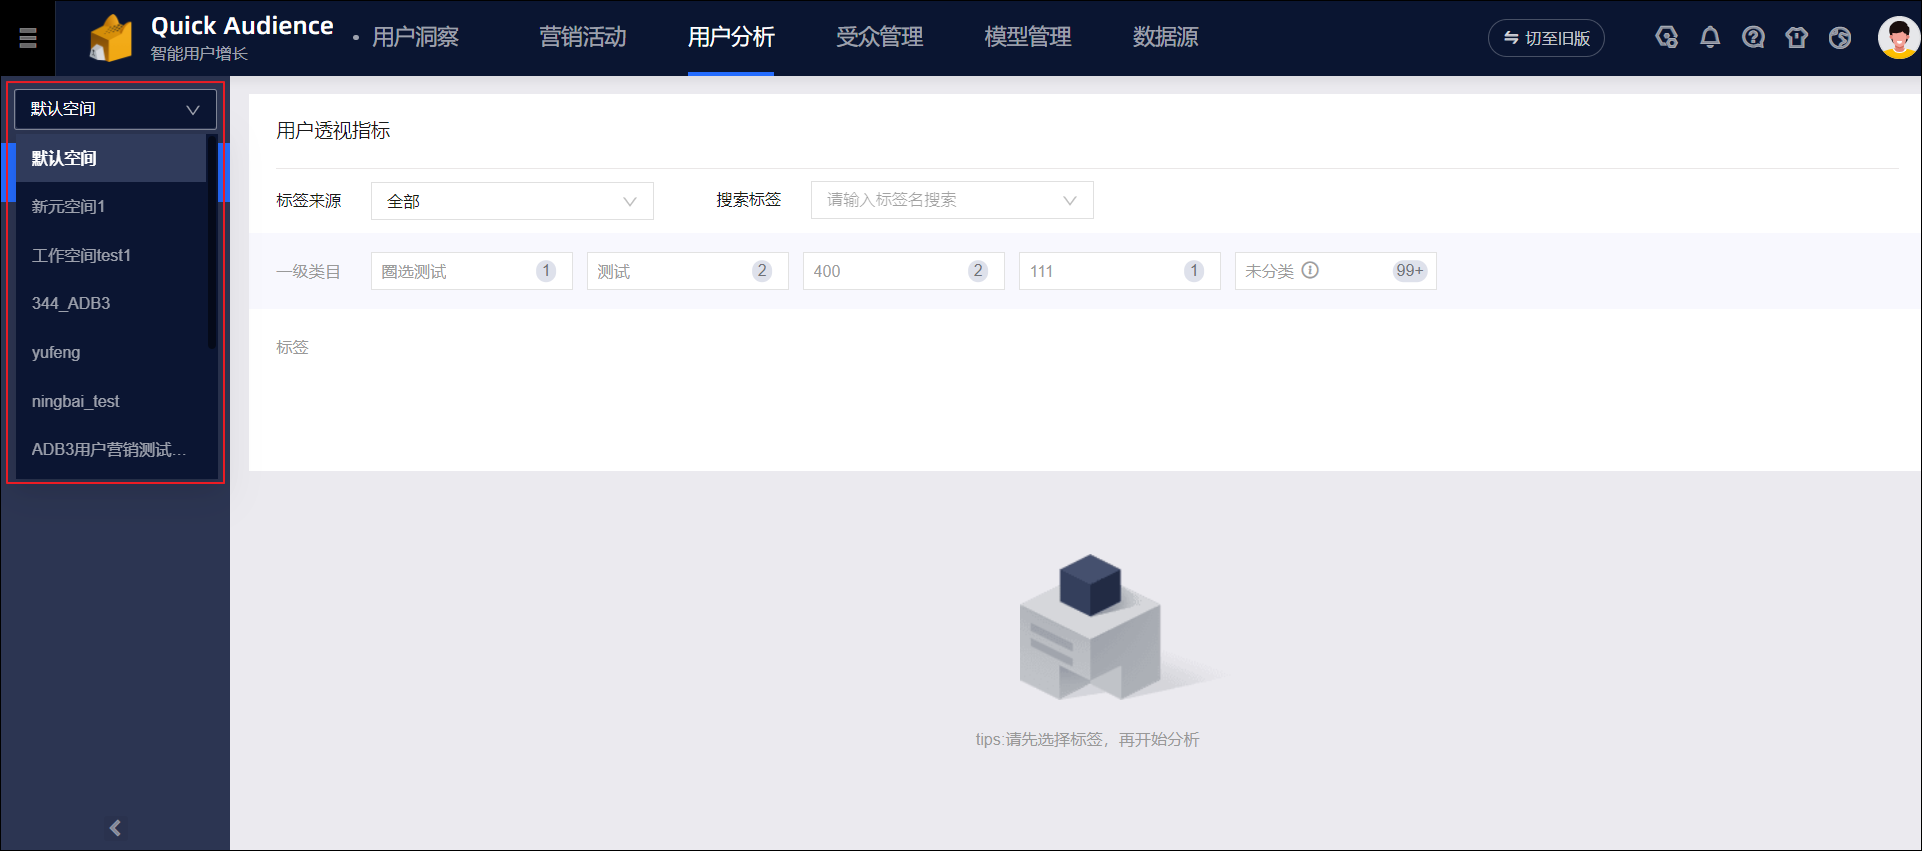 Quick Audience
智能用户增长
用户洞察
营销活动
用户分析
受众管理
模型管理
数据源
切至旧版
默认空间
默认空间
新元空间1
工作空间test1
344_ADB3
yufeng
ningbai_test
ADB3用户营销测试...
用户透视指标
标签来源
全部
搜索标签
请输入标签名搜索
一级类目
圈选测试
1
测试
2
400
2
111
1
未分类
99+
标签
tips:请先选择标签，再开始分析